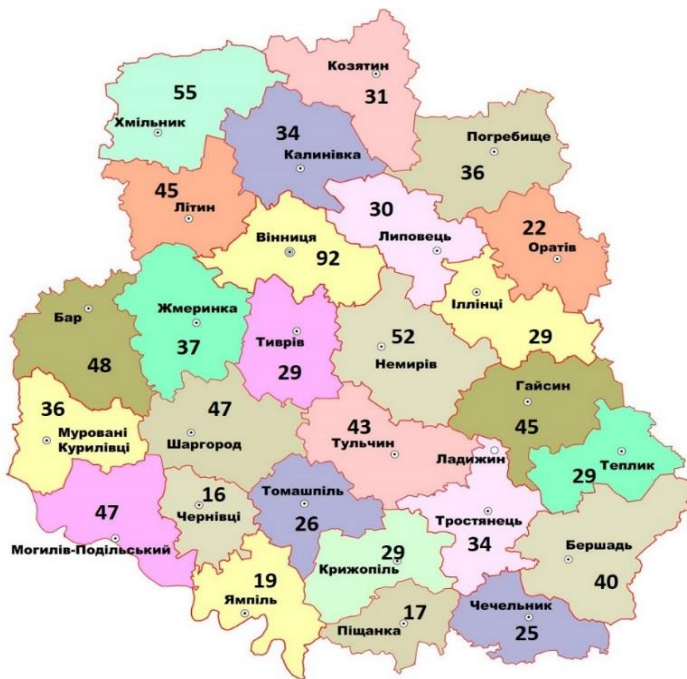 Козятин
31
55
Хмільник
34
Калинівка
Погребище
36
45
Літин
30
Липовець
22
Оратів
Вінниця
92
Іллінці
29
Бар
48
Жмеринка
37
Тиврів
29
52
Немирів
Гайсин
45
36
Муровані
Курилівці
47
Шаргород
43
Тульчин
Ладижин
29
Теплик
47
Могилів-Подільський
16
Чернівці
Томашпіль
26
Тростянець
34
Бершадь
40
29
Крижопіль
19
Ямпіль
17
Піщанка
Чечельник
25